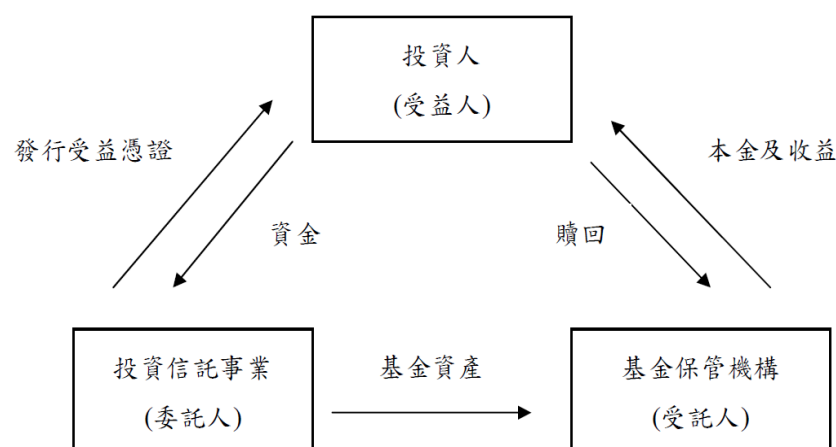 投資人
(受益人)
發行受益憑證
本金及收益
資金
贖回
投資信託事業
(委託人)
基金資產
基金保管機構
(受託人)